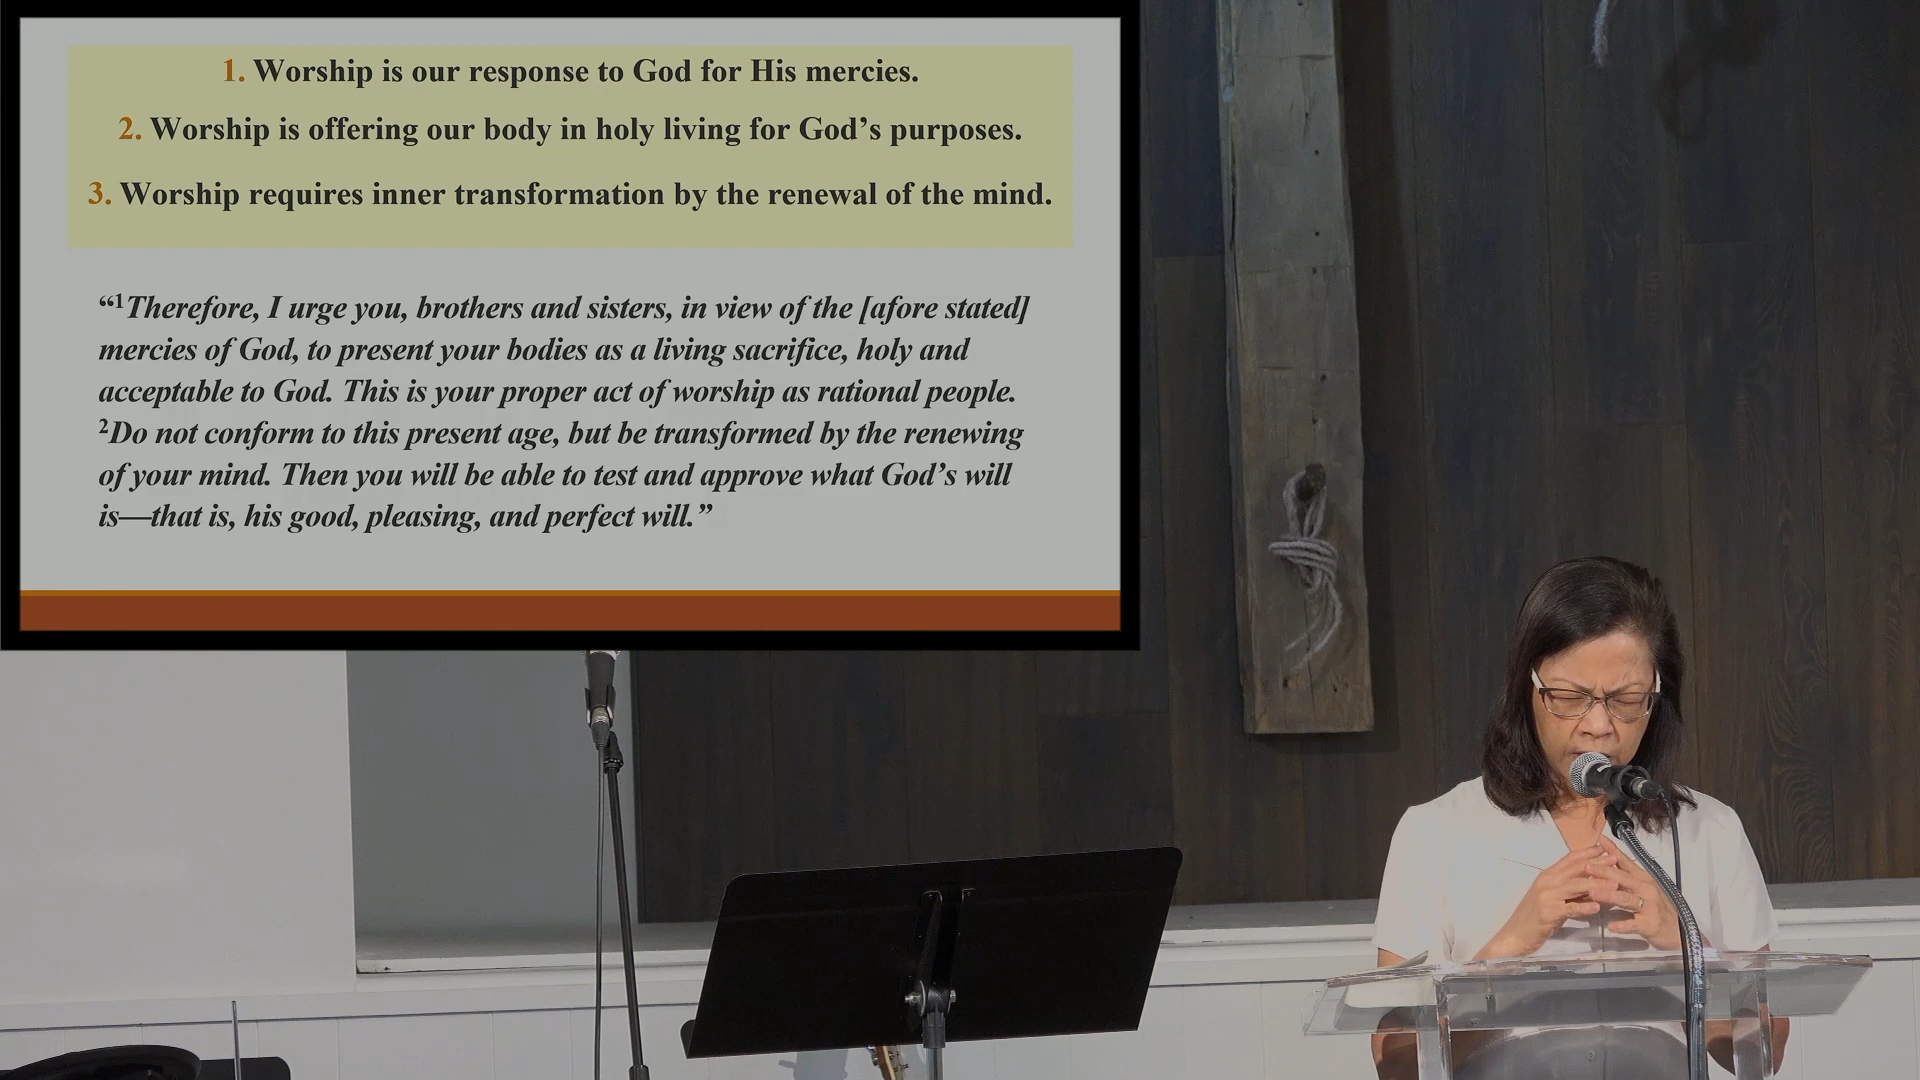 1. Worship is our response to God for His mercies.
2. Worship is offering our body in holy living for God’s purposes.
3. Worship requires inner transformation by the renewal of the mind.
“¹Therefore, I urge you, brothers and sisters, in view of the [afore stated]
mercies of God, to present your bodies as a living sacrifice, holy and
acceptable to God. This is your proper act of worship as rational people.
²Do not conform to this present age, but be transformed by the renewing
of your mind. Then you will be able to test and approve what God’s will
is—that is, his good, pleasing, and perfect will.”